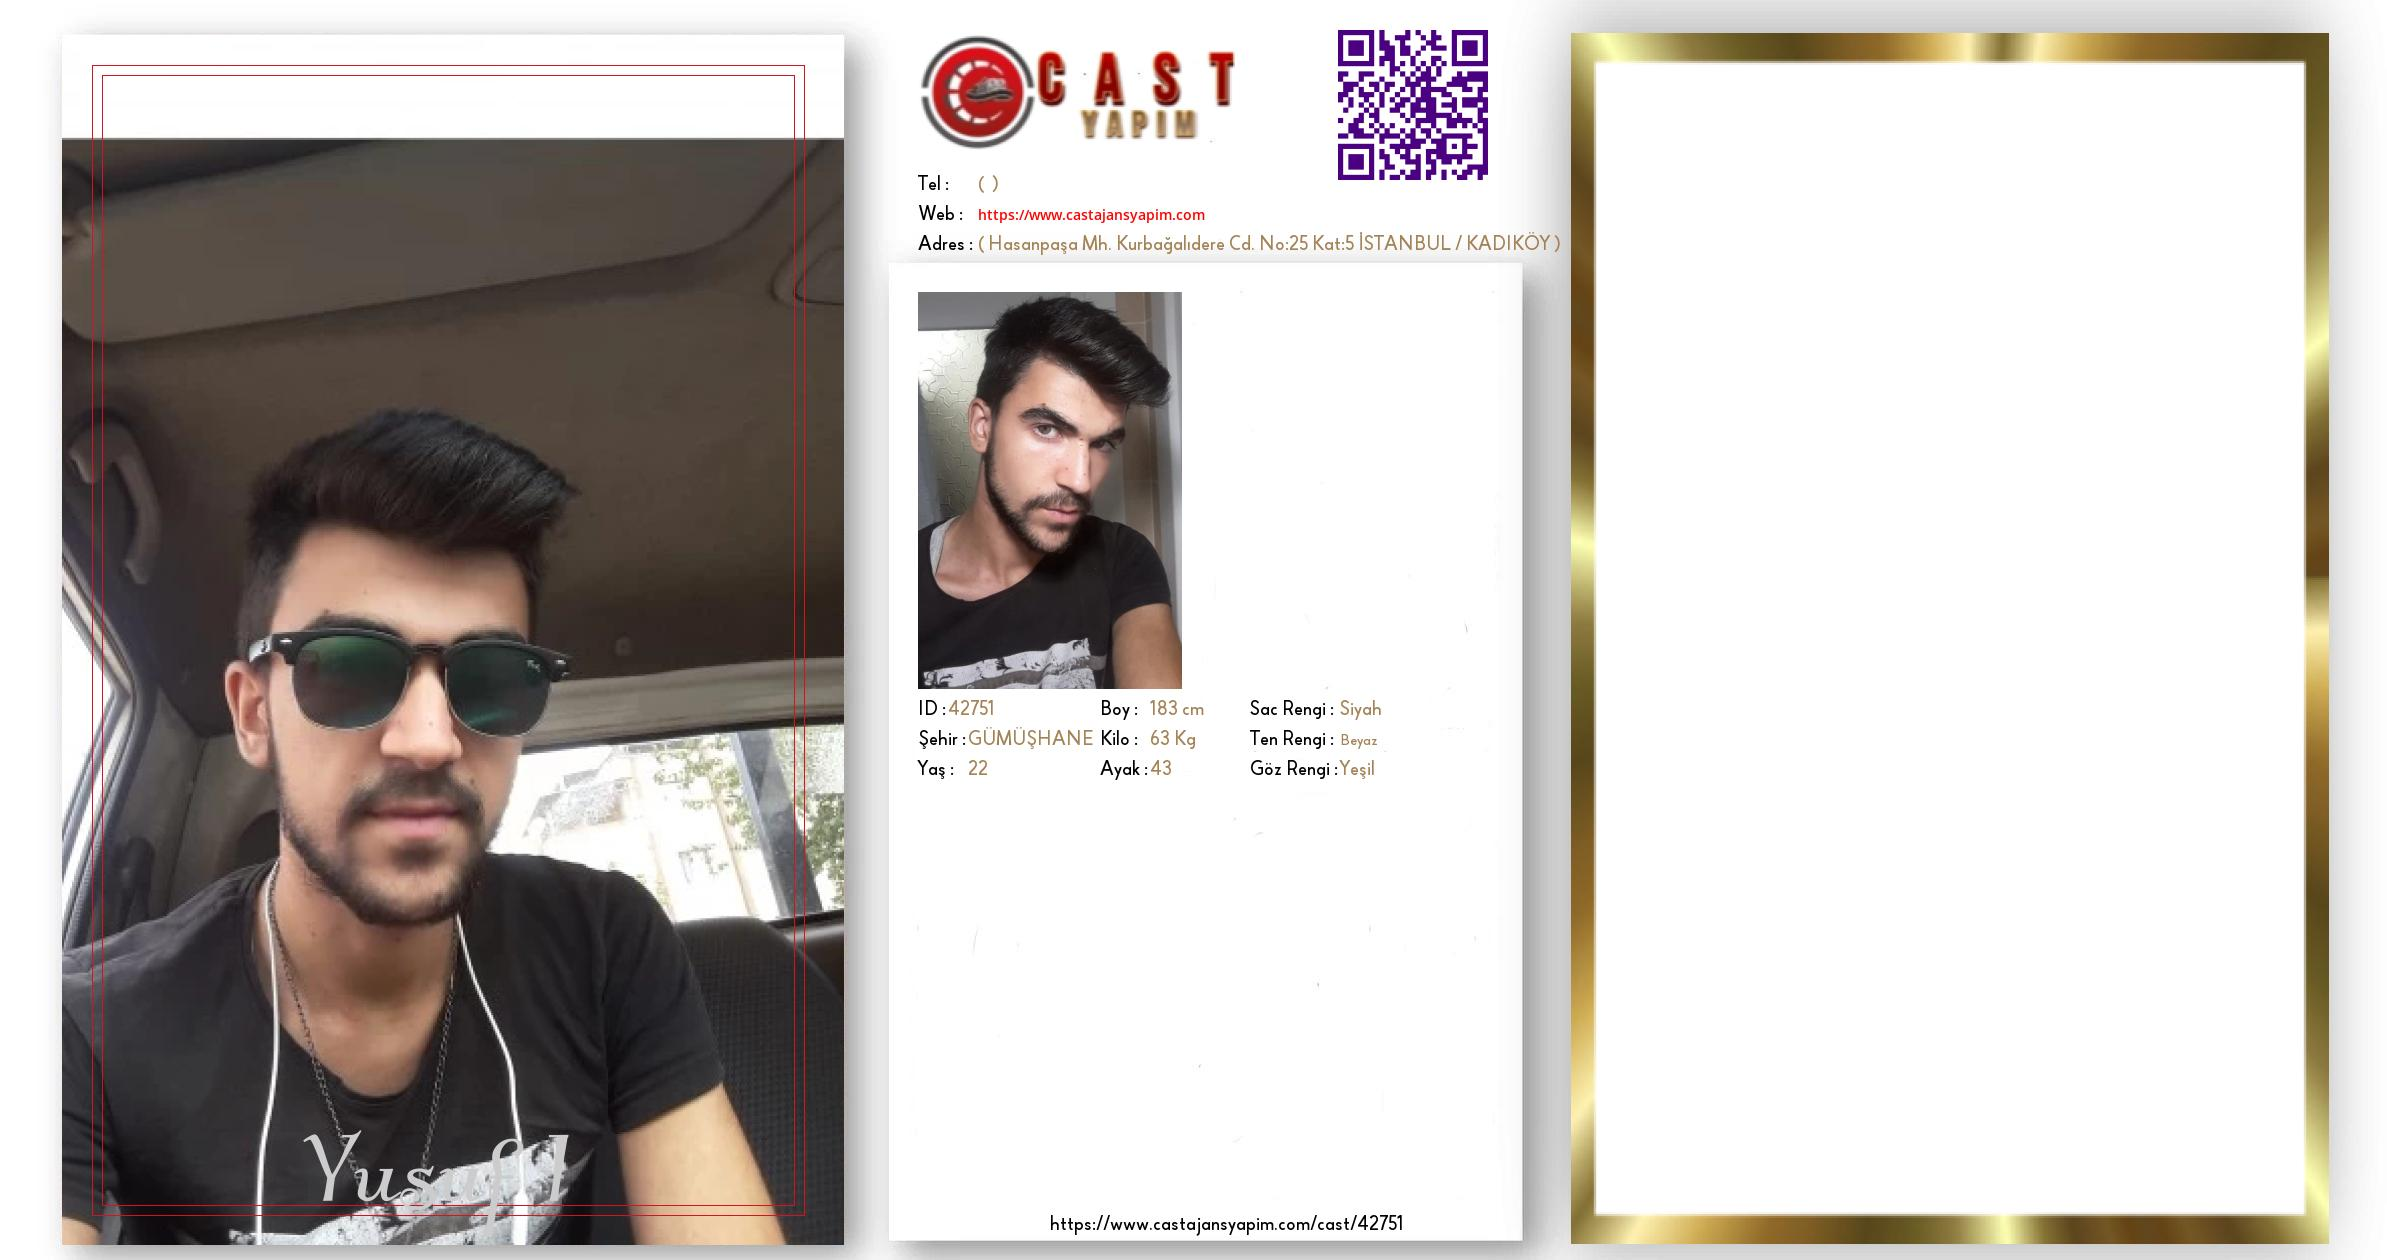 Yusuf I
CAST
YAPIM
Tel : ( )
Web : https://www.castajansyapim.com
Adres : ( Hasanpaşa Mh. Kurbağalıdere Cd. No:25 Kat:5 İSTANBUL / KADIKÖY )
ID : 42751 Boy : 183 cm Sac Rengi : Siyah
Şehir : GÜMÜŞHANE Kilo : 63 Kg Ten Rengi : Beyaz
Yaş : 22 Ayak : 43 Göz Rengi : Yeşil
https://www.castajansyapim.com/cast/42751